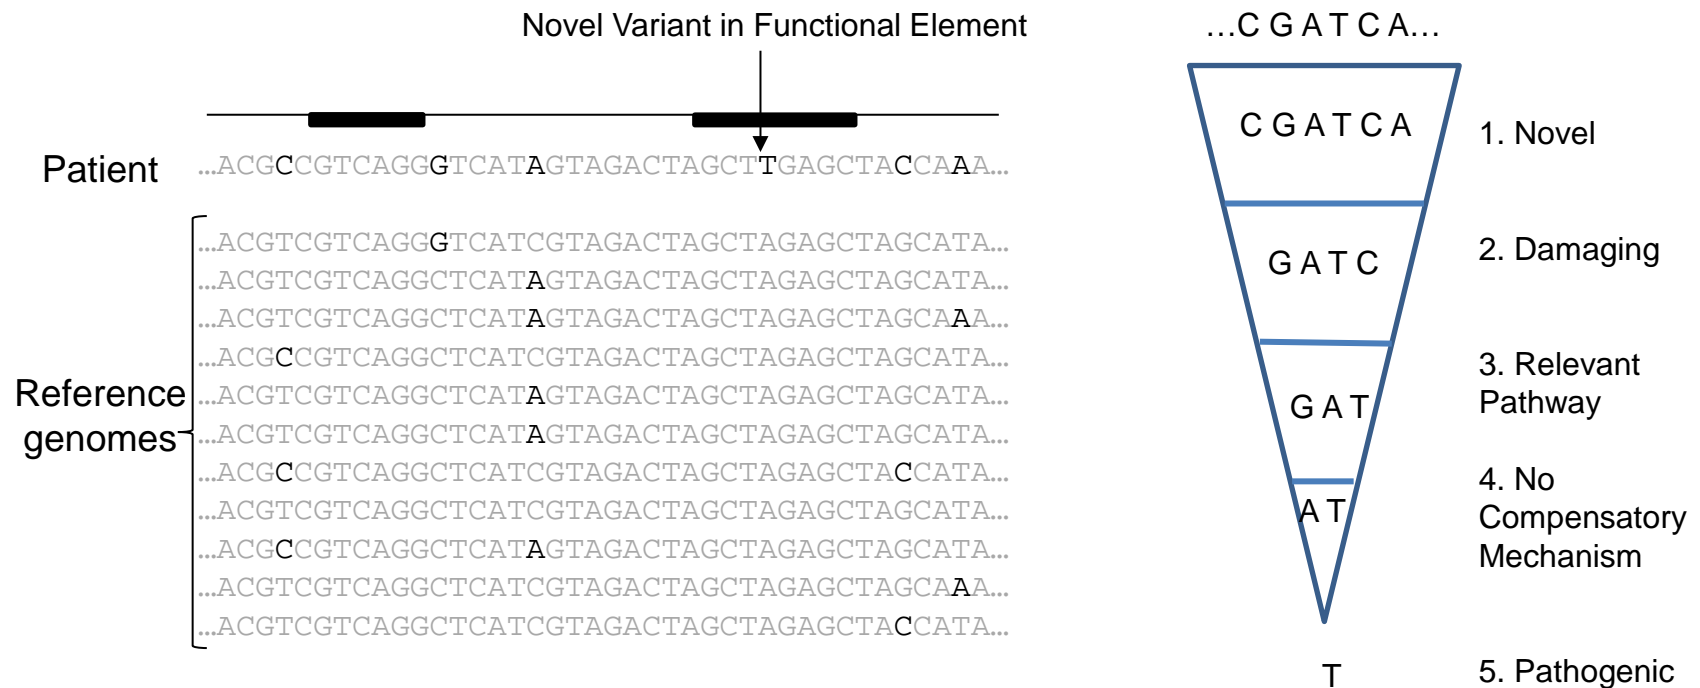 Novel Variant in Functional Element
...C G A T C A...
Patient
...ACGCCGTCAGGGTCATAGTAGACTAGCTTGAGCTACCAAA...
Reference
genomes
...ACGTCGTCAGGGTCATCGTAGACTAGCTAGAGCTAGCATA...
...ACGTCGTCAGGCTCATAGTAGACTAGCTAGAGCTAGCATA...
...ACGTCGTCAGGCTCATAGTAGACTAGCTAGAGCTAGCAAA...
...ACGCCGTCAGGCTCATCGTAGACTAGCTAGAGCTAGCATA...
...ACGTCGTCAGGCTCATAGTAGACTAGCTAGAGCTAGCATA...
...ACGTCGTCAGGCTCATAGTAGACTAGCTAGAGCTAGCATA...
...ACGCCGTCAGGCTCATCGTAGACTAGCTAGAGCTACCATA...
...ACGTCGTCAGGCTCATCGTAGACTAGCTAGAGCTAGCATA...
...ACGCCGTCAGGCTCATAGTAGACTAGCTAGAGCTAGCATA...
...ACGTCGTCAGGCTCATCGTAGACTAGCTAGAGCTAGCAAA...
...ACGTCGTCAGGCTCATCGTAGACTAGCTAGAGCTACCATA...
C G A T C A
1. Novel
G A T C
2. Damaging
G A T
3. Relevant
Pathway
A T
4. No
Compensatory
Mechanism
T
5. Pathogenic